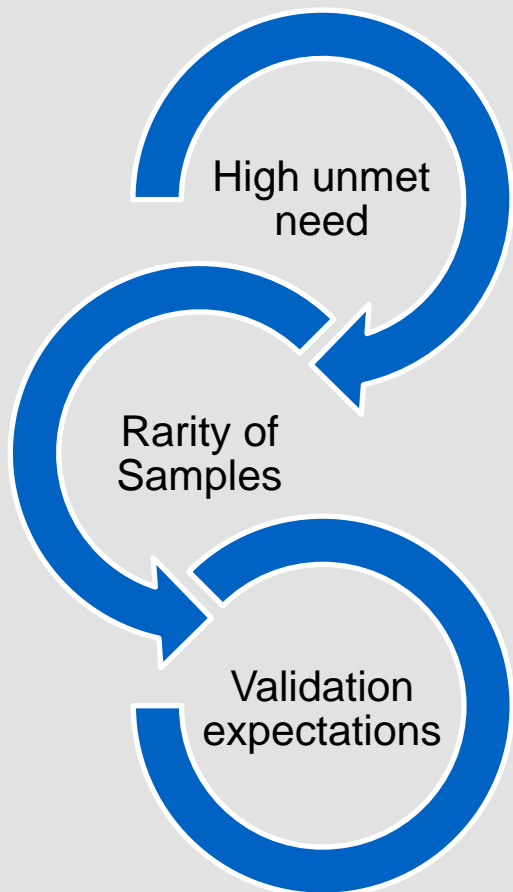 High unmet
need
Rarity of
Samples
Validation
expectations